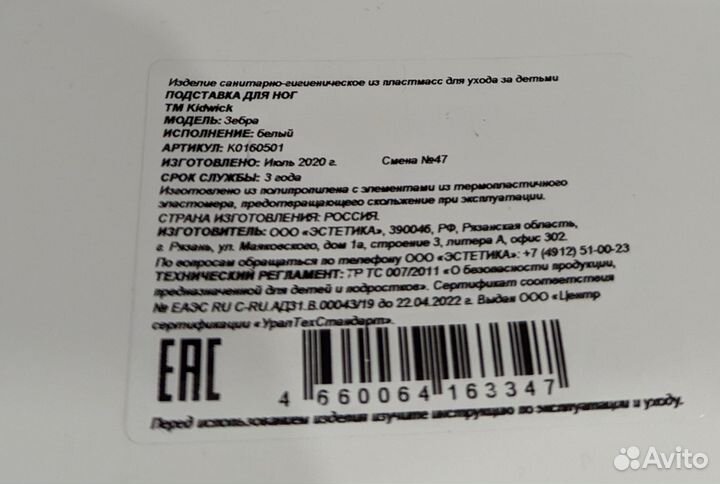 Изделие санитарно-гигиеническое из пластмасс для ухода за детьми
ПОДСТАВКА ДЛЯ НОГ
ТМ Kidwick
МОДЕЛЬ: Зебра
ИСПОЛНЕНИЕ: белый
АРТИКУЛ: К0160501
ИЗГОТОВЛЕНО: Июль 2020 г. Смена №47
СРОК СЛУЖБЫ: 3 года
Изготовлено из полипропилена с элементами из термопластичного
эластомера, предотвращающего скольжение при эксплуатации.
СТРАНА ИЗГОТОВЛЕНИЯ: РОССИЯ.
ИЗГОТОВИТЕЛЬ: ООО «ЭСТЕТИКА», 390046, РФ, Рязанская область,
г. Рязань, ул. Маяковского, дом 1а, строение 3, литера А, офис 302.
По вопросам обращаться по телефону ООО «ЭСТЕТИКА»: +7 (4912) 51-00-23
ТЕХНИЧЕСКИЙ РЕГЛАМЕНТ: ТР ТС 007/2011 «О безопасности продукции,
предназначенной для детей и подростков». Сертификат соответствия
№ ЕАЭС RU С-RU.АД31.В.00043/19 до 22.04.2022 г. Выдан ООО «Центр
сертификации «УралТехСтандарт».
EAC
4 660064 163347
Перед использованием изделия изучите инструкцию по эксплуатации и уходу.
Avito